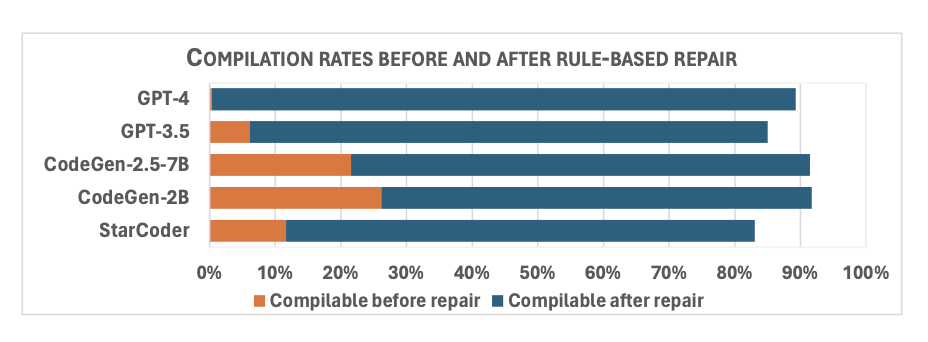 COMPILATION RATES BEFORE AND AFTER RULE-BASED REPAIR
GPT-4
GPT-3.5
CodeGen-2.5-7B
CodeGen-2B
StarCoder
0% 10% 20% 30% 40% 50% 60% 70% 80% 90% 100%
Compilable before repair Compilable after repair